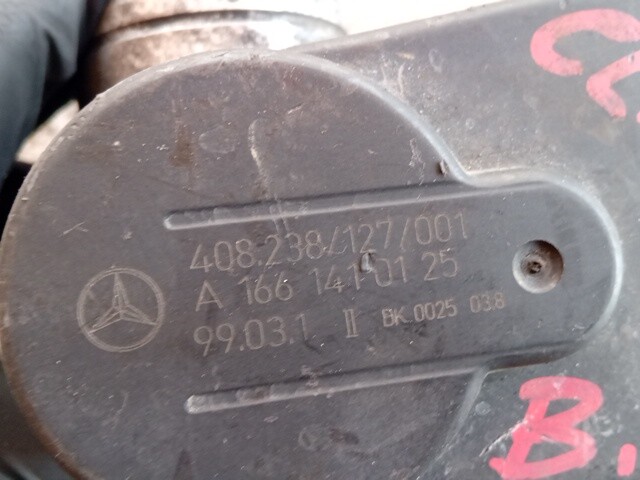 408.238/127/001
A 166 141 01 25
99.03.1 II BK 0025 03.8
B.